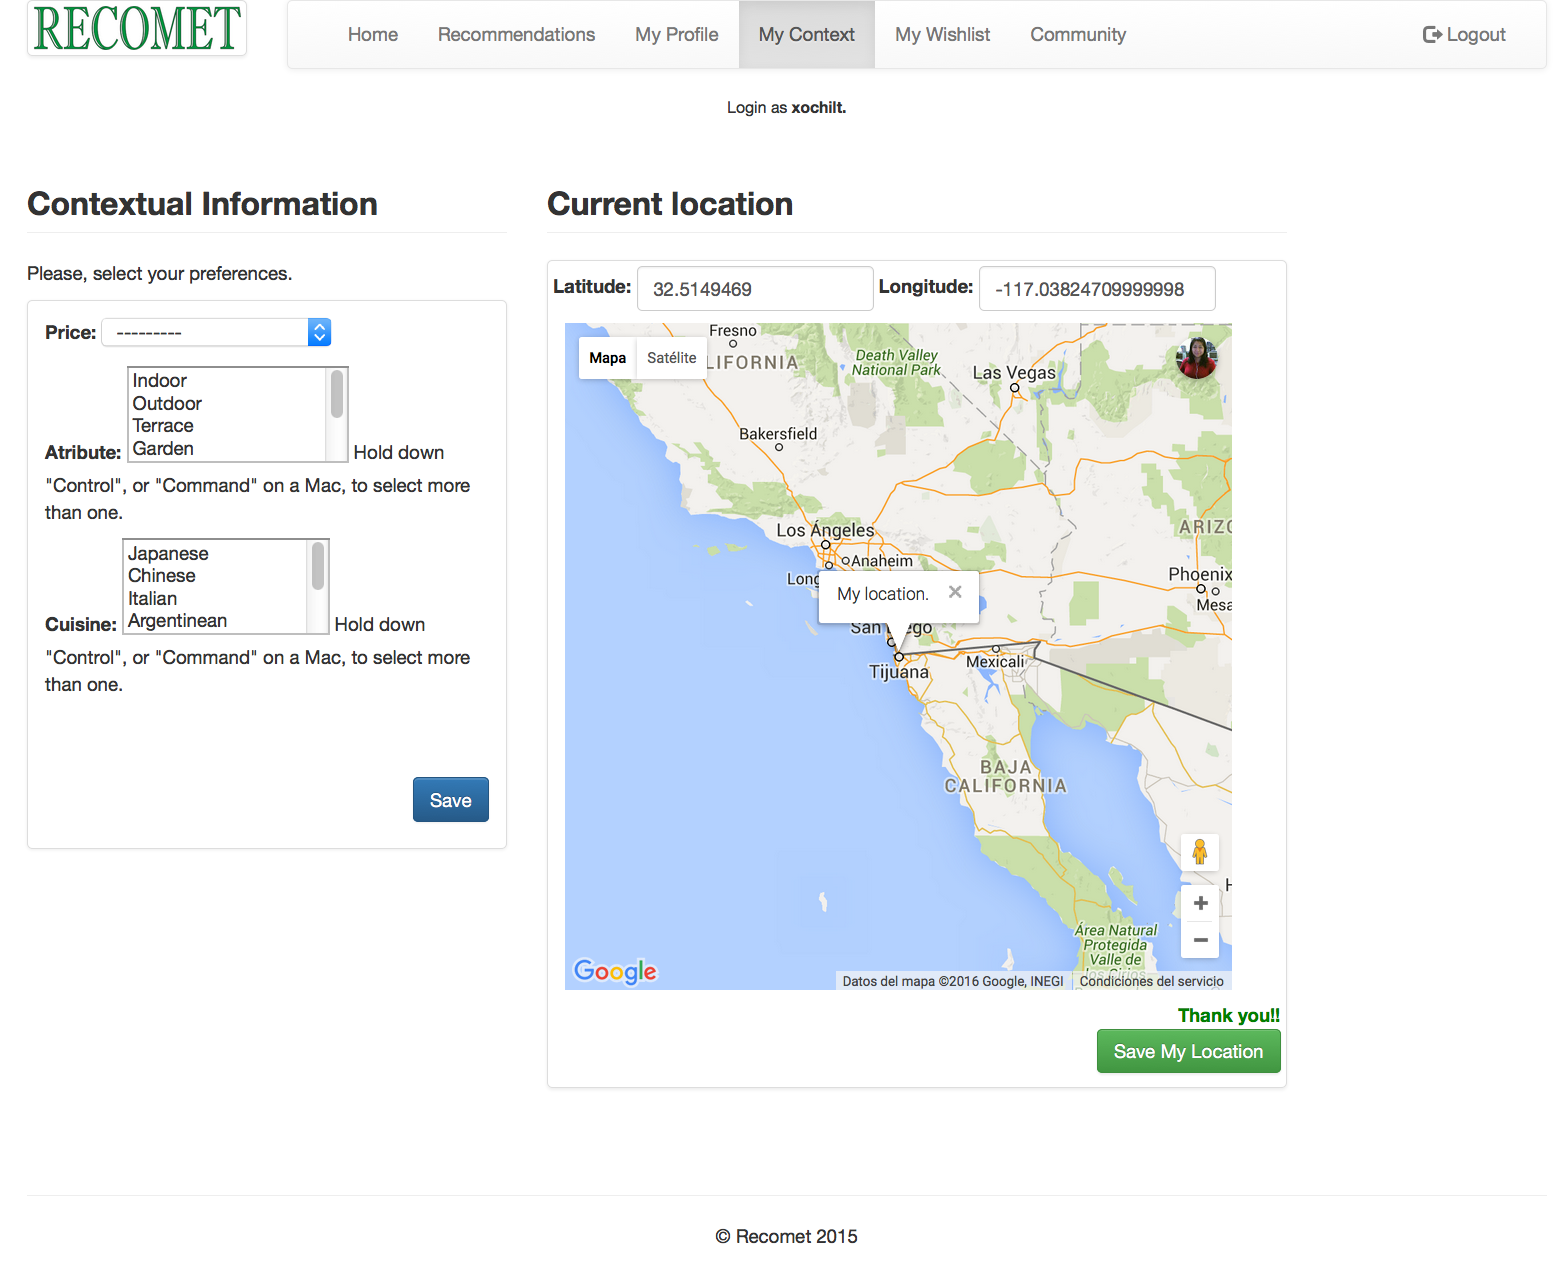 RECOMET
Home Recommendations My Profile My Context My Wishlist Community Logout
Login as xochilt.
Contextual Information
Please, select your preferences.
Price: ---------
Indoor
Outdoor
Terrace
Garden
Atribute: Hold down
"Control", or "Command" on a Mac, to select more
than one.
Japanese
Chinese
Italian
Argentinean
Cuisine: Hold down
"Control", or "Command" on a Mac, to select more
than one.
Save
Current location
Latitude: 32.5149469 Longitude: -117.03824709999998
Mapa Satélite
Fresno
LIFORNIA
Death Valley
National Park
Las Vegas
Bakersfield
Los Ángeles
Anaheim
Long
ARIZO
Phoenix
Mesa
My location.
San Diego
Tijuana
Mexicali
BAJA
CALIFORNIA
Área Natural
Protegida
Valle de
los Cirios
H
Google
Datos del mapa ©2016 Google, INEGI Condiciones del servicio
Thank you!!
Save My Location
© Recomet 2015